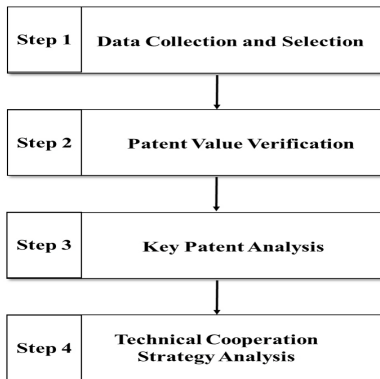 Step 1 Data Collection and Selection
Step 2 Patent Value Verification
Step 3 Key Patent Analysis
Step 4 Technical Cooperation
Strategy Analysis